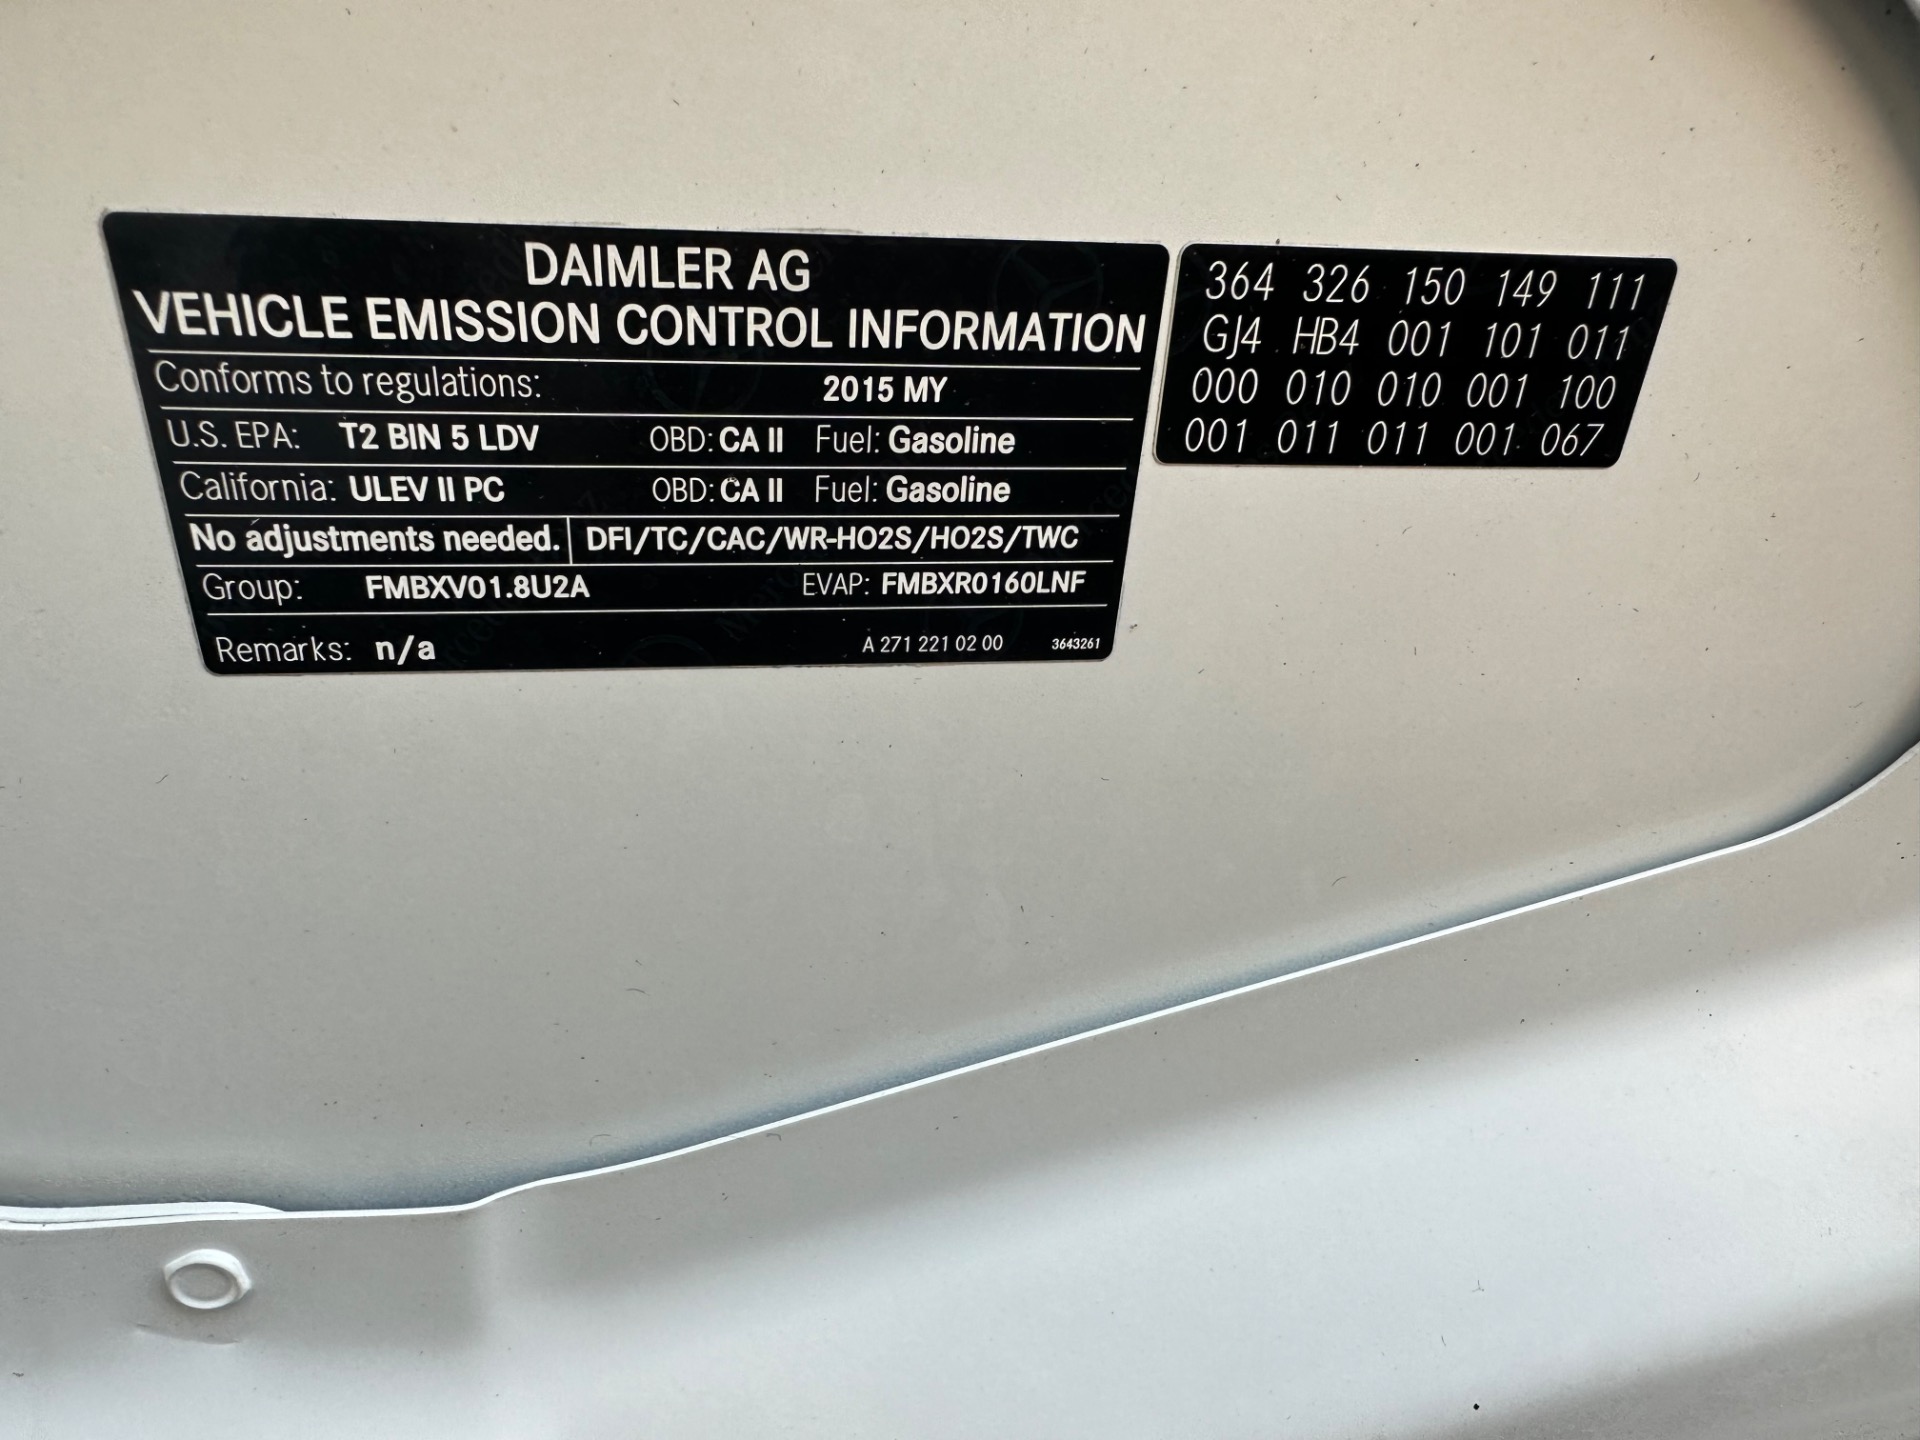 DAIMLER AG
VEHICLE EMISSION CONTROL INFORMATION
Conforms to regulations: 2015 MY
U.S. EPA: T2 BIN 5 LDV OBD: CA II Fuel: Gasoline
California: ULEV II PC OBD: CA II Fuel: Gasoline
No adjustments needed. DFI/TC/CAC/WR-HO2S/HO2S/TWC
Group: FMBXV01.8U2A EVAP: FMBXR0160LNF
Remarks: n/a A 271 221 02 00 3643261
364 326 150 149 111
GJ4 HB4 001 101 011
000 010 010 001 100
001 011 011 001 067